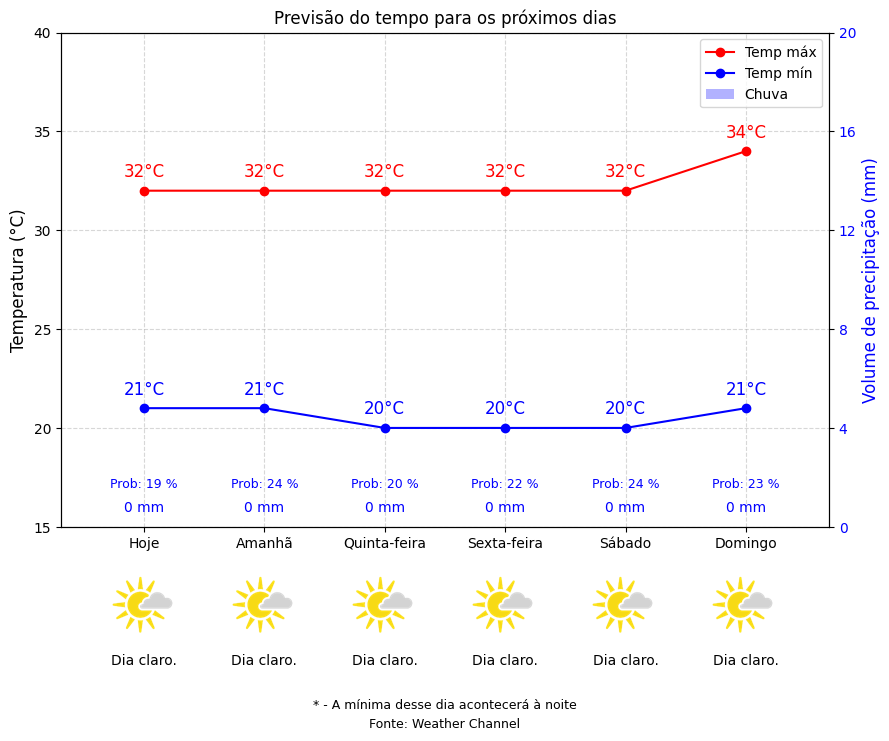 Previsão do tempo para os próximos dias
Temp máx
Temp mín
Chuva
Temperatura (°C)
Volume de precipitação (mm)
40
35
30
25
20
15
20
16
12
8
4
0
32°C 32°C 32°C 32°C 32°C 34°C
21°C 21°C 20°C 20°C 20°C 21°C
Prob: 19 % Prob: 24 % Prob: 20 % Prob: 22 % Prob: 24 % Prob: 23 %
0 mm 0 mm 0 mm 0 mm 0 mm 0 mm
Hoje Amanhã Quinta-feira Sexta-feira Sábado Domingo
Dia claro. Dia claro. Dia claro. Dia claro. Dia claro. Dia claro.
* - A mínima desse dia acontecerá à noite
Fonte: Weather Channel